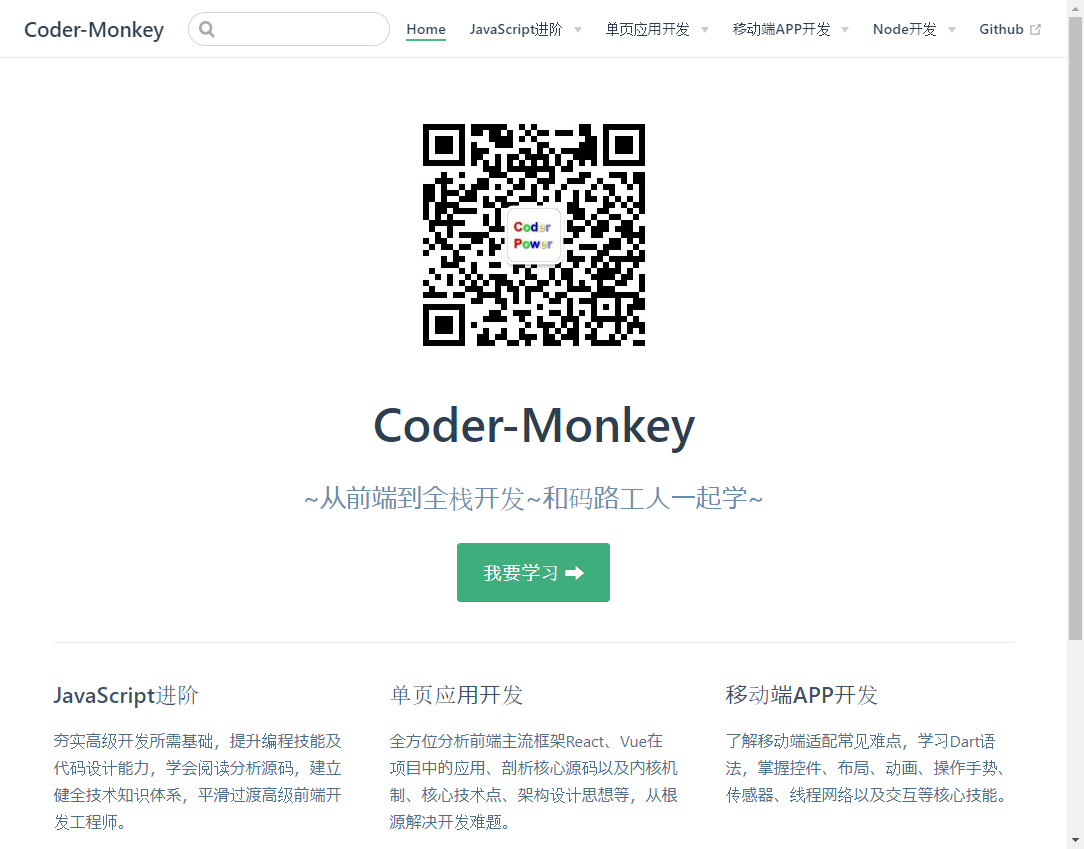 Coder-Monkey
Home
JavaScript进阶
单页应用开发
移动端APP开发
Node开发
Github
Coder
Power
Coder-Monkey
~从前端到全栈开发~和码路工人一起学~
我要学习 ➡
JavaScript进阶
夯实高级开发所需基础，提升编程技能及
代码设计能力，学会阅读分析源码，建立
健全技术知识体系，平滑过渡高级前端开
发工程师。
单页应用开发
全方位分析前端主流框架React、Vue在
项目中的应用、剖析核心源码以及内核机
制、核心技术点、架构设计思想等，从根
源解决开发难题。
移动端APP开发
了解移动端适配常见难点，学习Dart语
法，掌握控件、布局、动画、操作手势、
传感器、线程网络以及交互等核心技能。